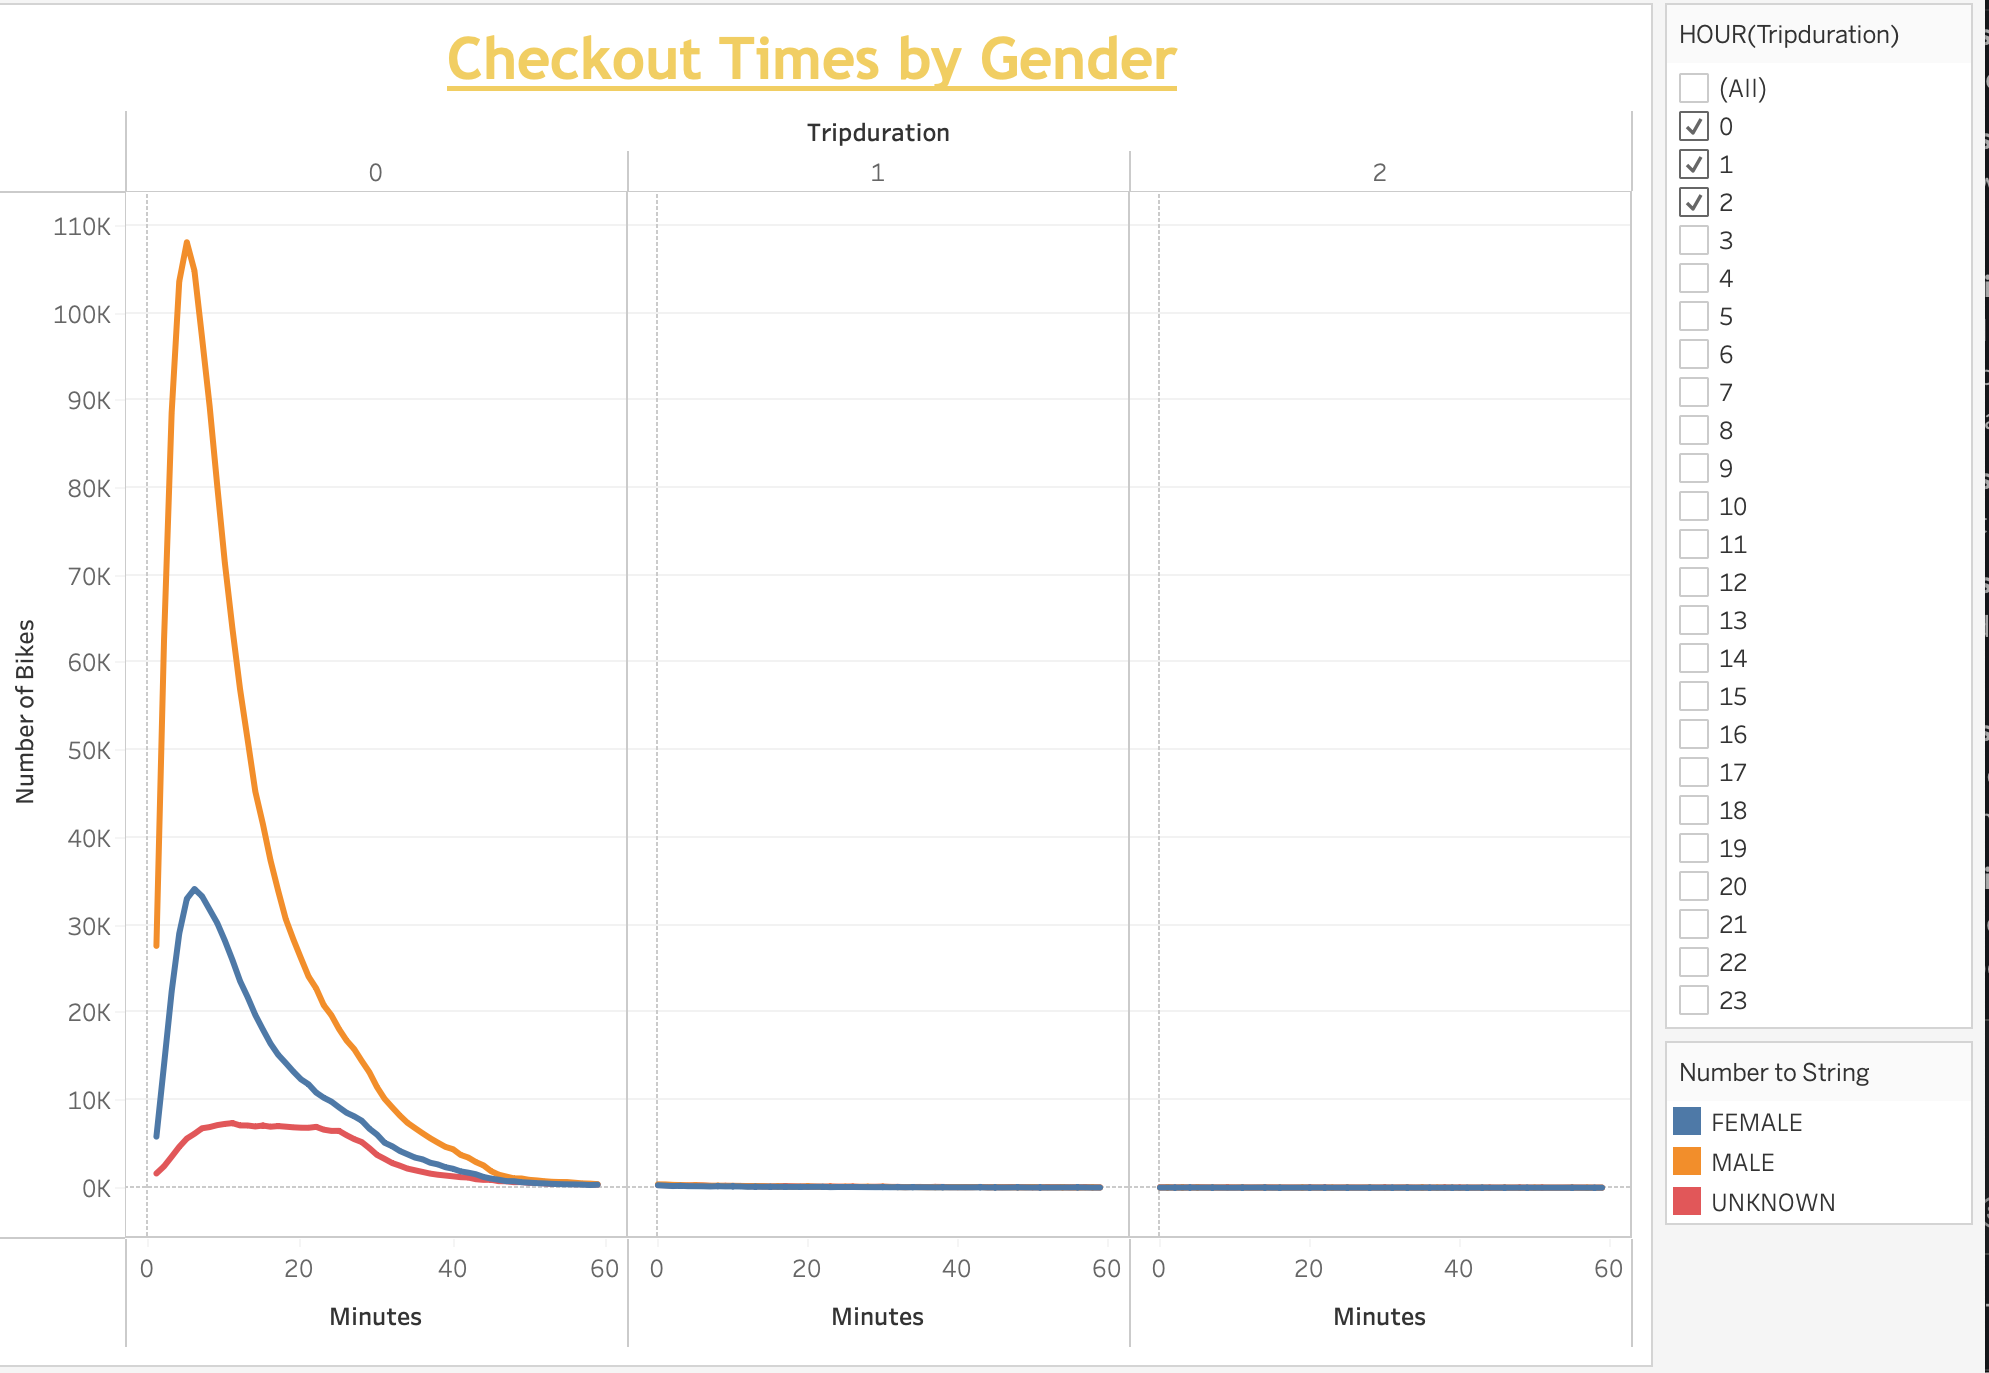 Checkout Times by Gender
Tripduration
0 1 2
110K
100K
90K
80K
70K
60K
50K
40K
30K
20K
10K
0K
Number of Bikes
0 20 40 60 0 20 40 60 0 20 40 60
Minutes Minutes Minutes
HOUR(Tripduration)
(All)
0
1
2
3
4
5
6
7
8
9
10
11
12
13
14
15
16
17
18
19
20
21
22
23
Number to String
FEMALE
MALE
UNKNOWN